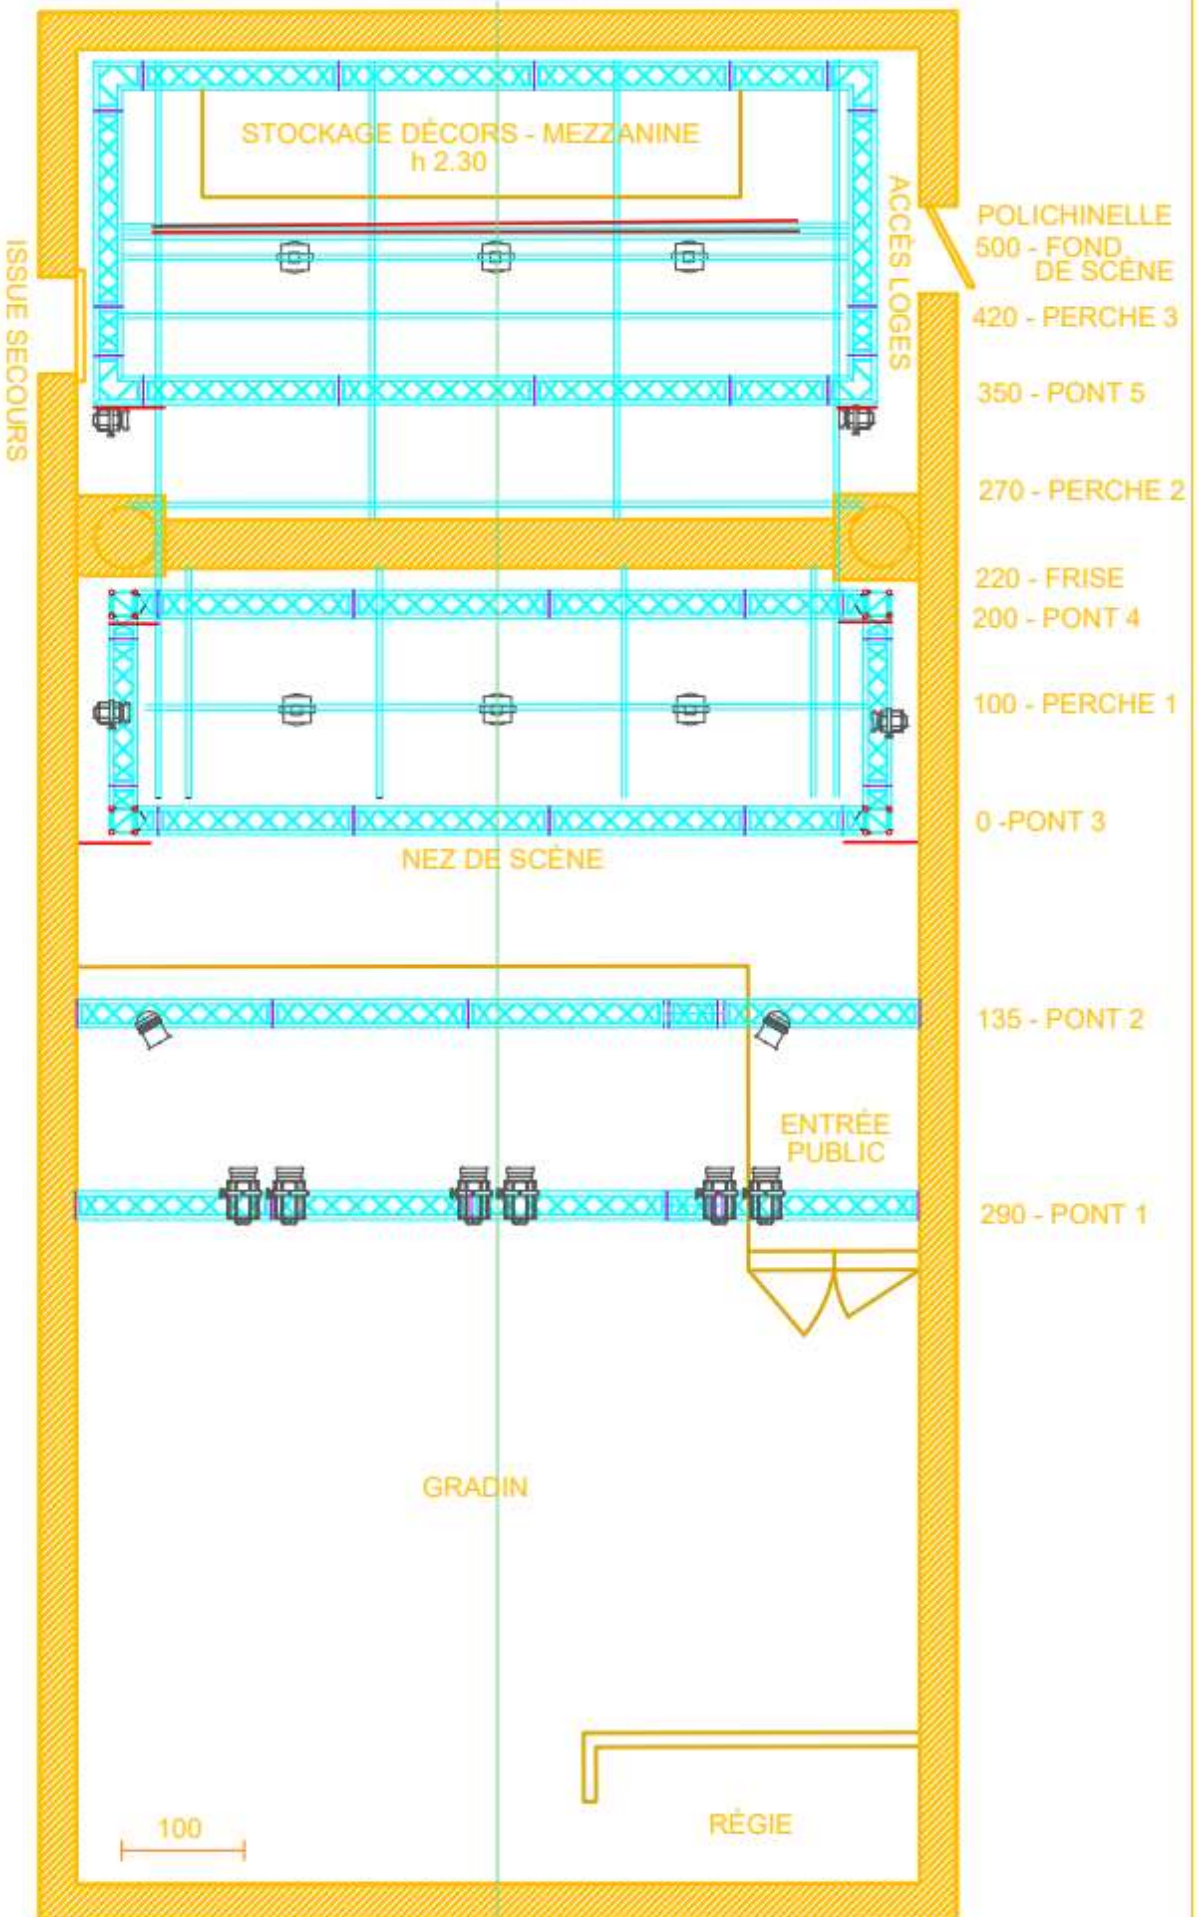 STOCKAGE DÉCORS - MEZZANINE
h 2.30
ACCÈS LOGES
ISSUE SECOURS
POLICHINELLE
500 - FOND
DE SCÈNE
420 - PERCHE 3
350 - PONT 5
270 - PERCHE 2
220 - FRISE
200 - PONT 4
100 - PERCHE 1
0 -PONT 3
NEZ DE SCÈNE
135 - PONT 2
ENTRÉE
PUBLIC
290 - PONT 1
GRADIN
100
RÉGIE